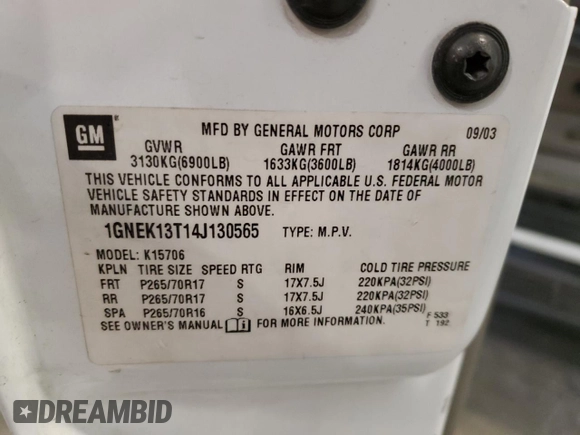 GM
MFD BY GENERAL MOTORS CORP 09/03
GVWR GAWR FRT GAWR RR
3130KG(6900LB) 1633KG(3600LB) 1814KG(4000LB)
THIS VEHICLE CONFORMS TO ALL APPLICABLE U.S. FEDERAL MOTOR
VEHICLE SAFETY STANDARDS IN EFFECT ON THE DATE OF
MANUFACTURE SHOWN ABOVE.
1GNEK13T14J130565 TYPE: M.P.V.
MODEL: K15706
KPLN TIRE SIZE SPEED RTG RIM COLD TIRE PRESSURE
FRT P265/70R17 S 17X7.5J 220KPA(32PSI)
RR P265/70R17 S 17X7.5J 220KPA(32PSI)
SPA P265/70R16 S 16X6.5J 240KPA(35PSI)
SEE OWNER'S MANUAL i FOR MORE INFORMATION.
F 533
T 192
DREAMBID